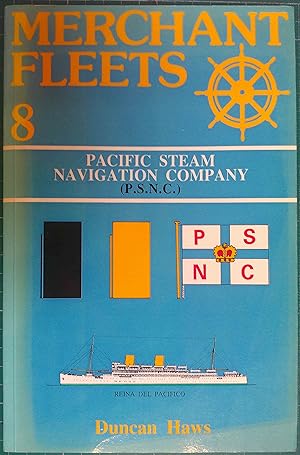 MERCHANT
FLEETS
8
PACIFIC STEAM
NAVIGATION COMPANY
(P.S.N.C.)
P S
N C
REINA DEL PACIFICO
Duncan Haws